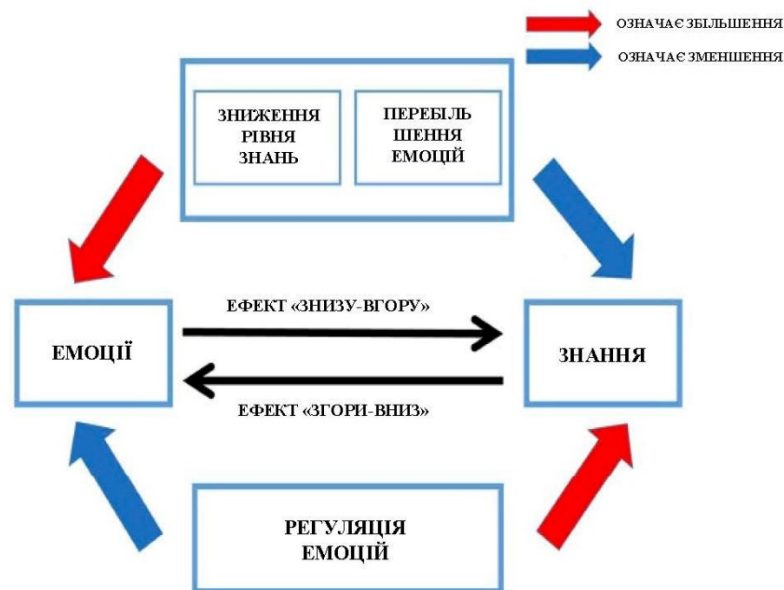 ОЗНАЧАЄ ЗБІЛЬШЕННЯ
ОЗНАЧАЄ ЗМЕНШЕННЯ
ЗНИЖЕННЯ
РІВНЯ
ЗНАНЬ
ПЕРЕБІЛЬ
ШЕННЯ
ЕМОЦІЙ
ЕФЕКТ «ЗНИЗУ-ВГОРУ»
ЕМОЦІЇ
ЗНАННЯ
ЕФЕКТ «ЗГОРИ-ВНИЗ»
РЕГУЛЯЦІЯ
ЕМОЦІЙ